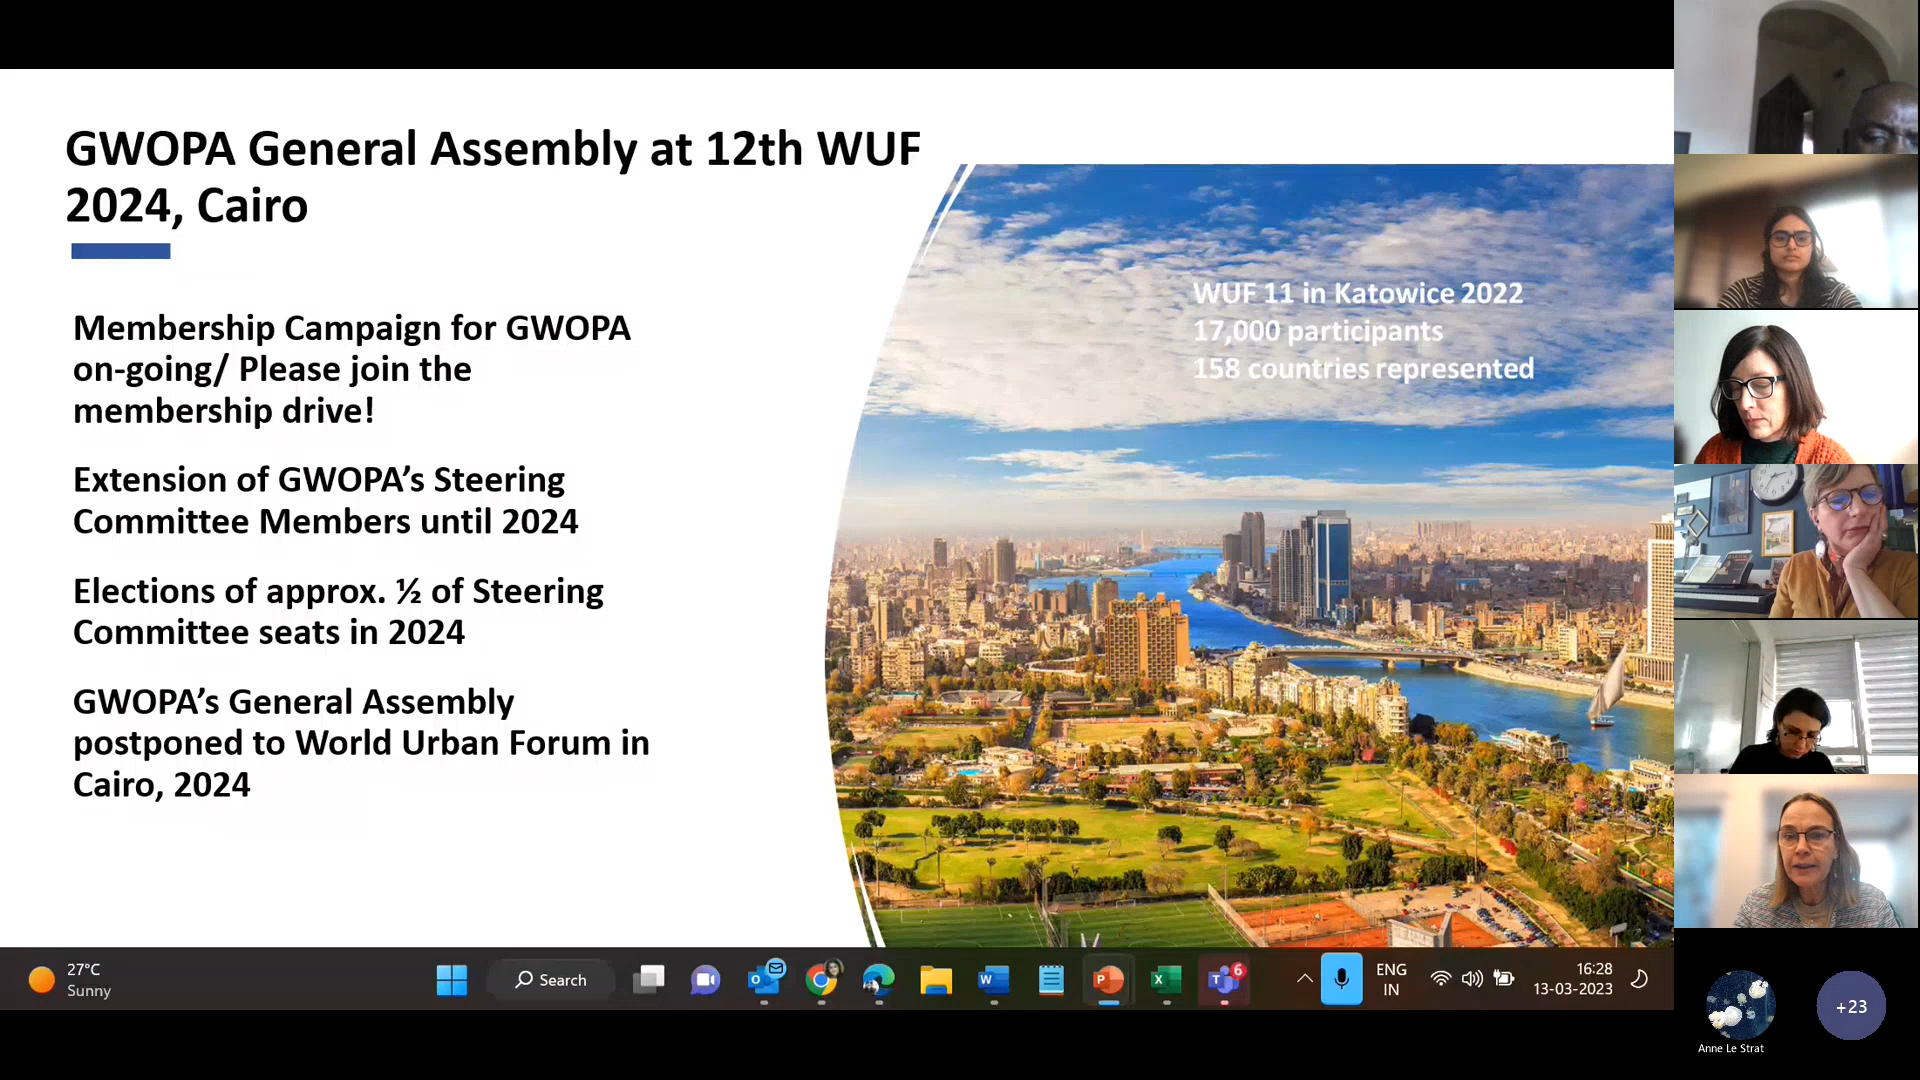 GWOPA General Assembly at 12th WUF
2024, Cairo
Membership Campaign for GWOPA
on-going/ Please join the
membership drive!
Extension of GWOPA’s Steering
Committee Members until 2024
Elections of approx. ½ of Steering
Committee seats in 2024
GWOPA’s General Assembly
postponed to World Urban Forum in
Cairo, 2024
WUF 11 in Katowice 2022
17,000 participants
158 countries represented
27°C
Sunny
Search
6
ENG
IN
16:28
13-03-2023
Anne Le Strat
+23